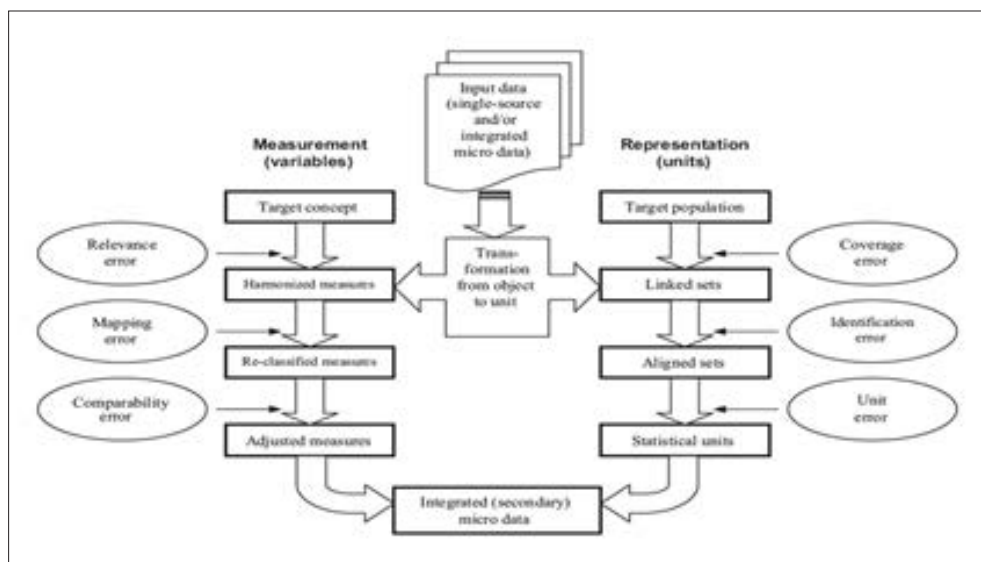 Input data
(single-source
and/or
integrated
micro data)
Measurement
(variables)
Representation
(units)
Target concept
Target population
Relevance
error
Trans-
formation
from object
to unit
Coverage
error
Harmonized measures
Linked sets
Mapping
error
Identification
error
Re-classified measures
Aligned sets
Comparability
error
Unit
error
Adjusted measures
Statistical units
Integrated (secondary)
micro data